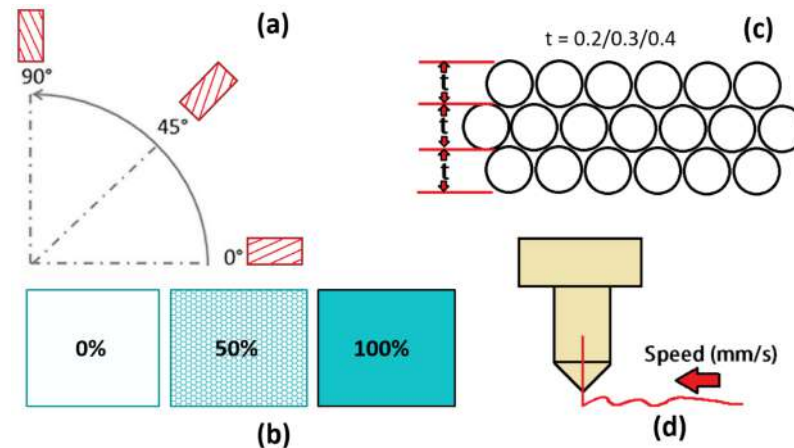 (a)
90°
45°
0°
0%
50%
100%
(b)
(c)
t = 0.2/0.3/0.4
t
t
t
Speed (mm/s)
(d)